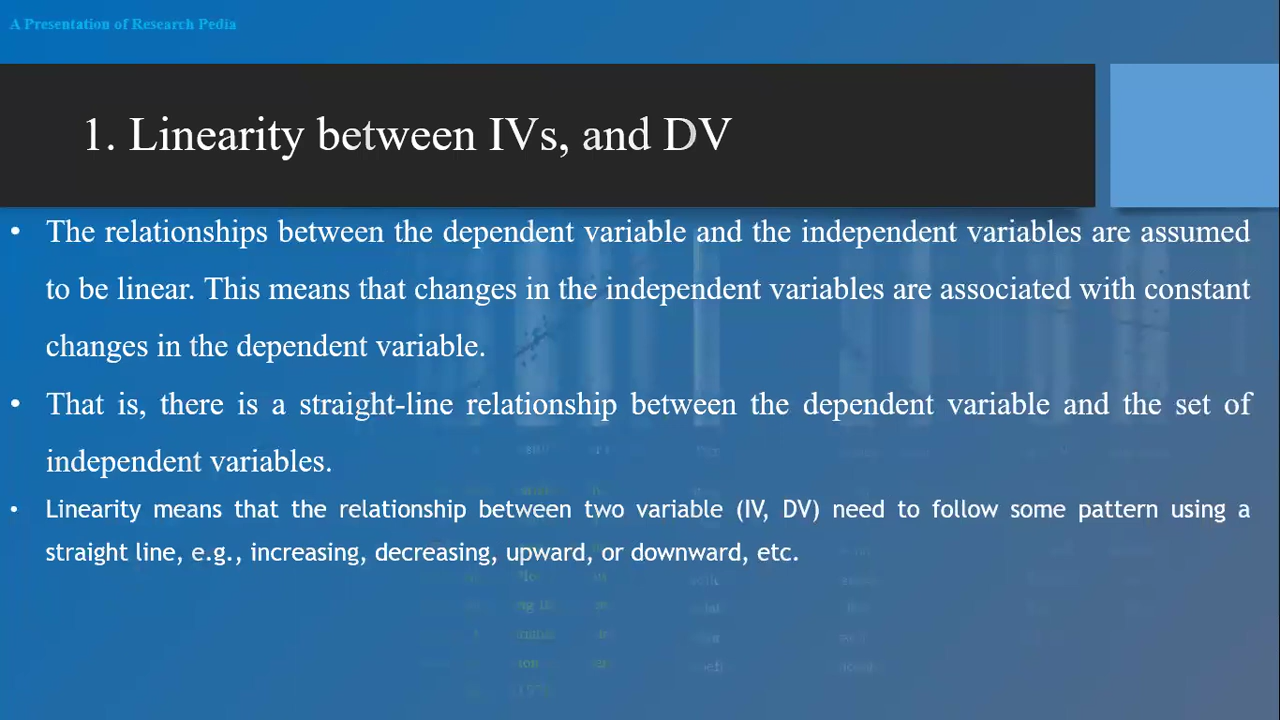 A Presentation of Research Pedia
1. Linearity between IVs, and DV
• The relationships between the dependent variable and the independent variables are assumed
to be linear. This means that changes in the independent variables are associated with constant
changes in the dependent variable.
• That is, there is a straight-line relationship between the dependent variable and the set of
independent variables.
• Linearity means that the relationship between two variable (IV, DV) need to follow some pattern using a
straight line, e.g., increasing, decreasing, upward, or downward, etc.